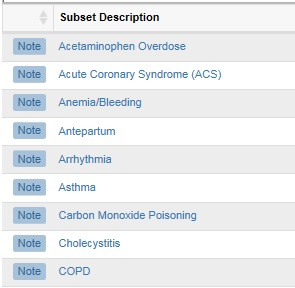 Subset Description
Note Acetaminophen Overdose
Note Acute Coronary Syndrome (ACS)
Note Anemia/Bleeding
Note Antepartum
Note Arrhythmia
Note Asthma
Note Carbon Monoxide Poisoning
Note Cholecystitis
Note COPD